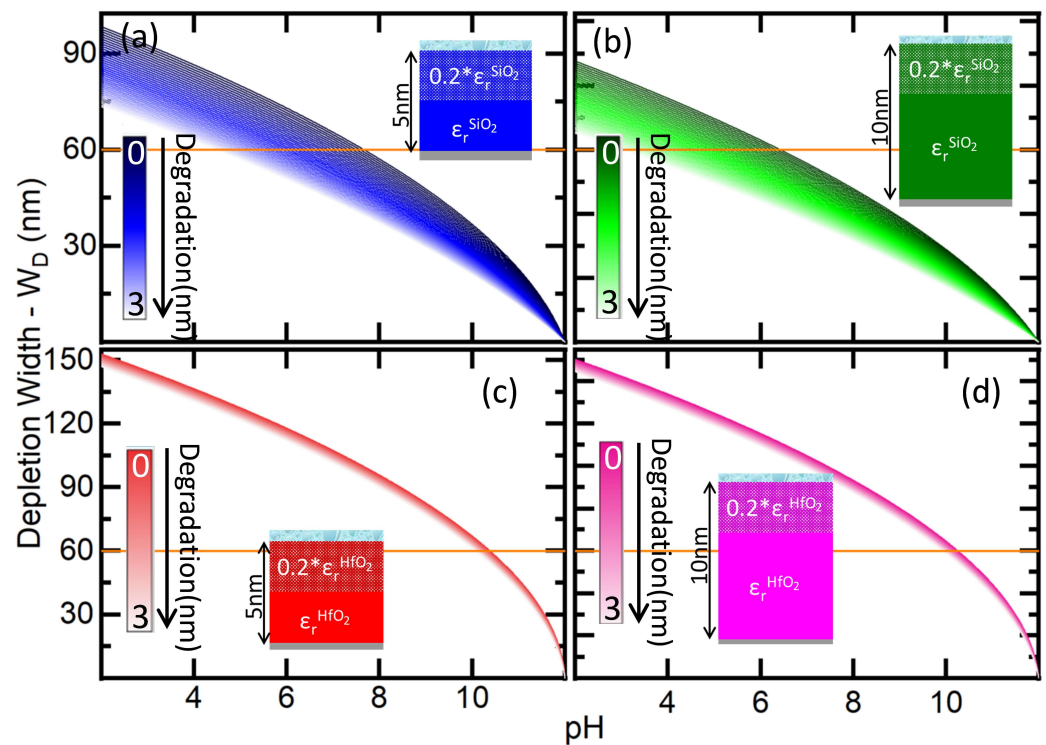 Depletion Width - W_D (nm)
(a)
90
60
30
0
3
Degradation(nm)
5nm
0.2*ε_r^SiO₂
ε_r^SiO₂
(b)
0
3
Degradation(nm)
10nm
0.2*ε_r^SiO₂
ε_r^SiO₂
(c)
150
120
90
60
30
0
3
Degradation(nm)
5nm
0.2*ε_r^HfO₂
ε_r^HfO₂
4 6 8 10
(d)
0
3
Degradation(nm)
10nm
0.2*ε_r^HfO₂
ε_r^HfO₂
4 6 8 10
pH